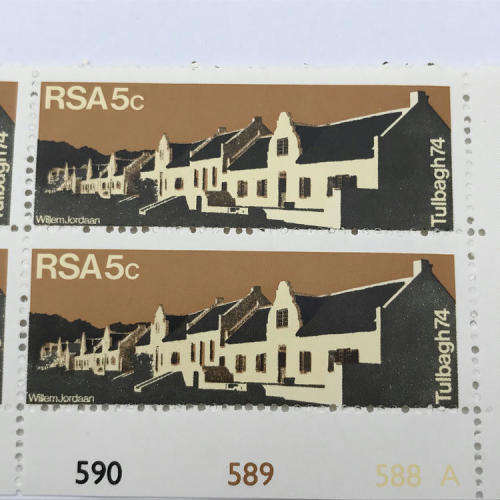 RSA 5c
Tulbagh 74
Willem Jordaan
RSA 5c
Tulbagh 74
Willem Jordaan
590 589 588 A